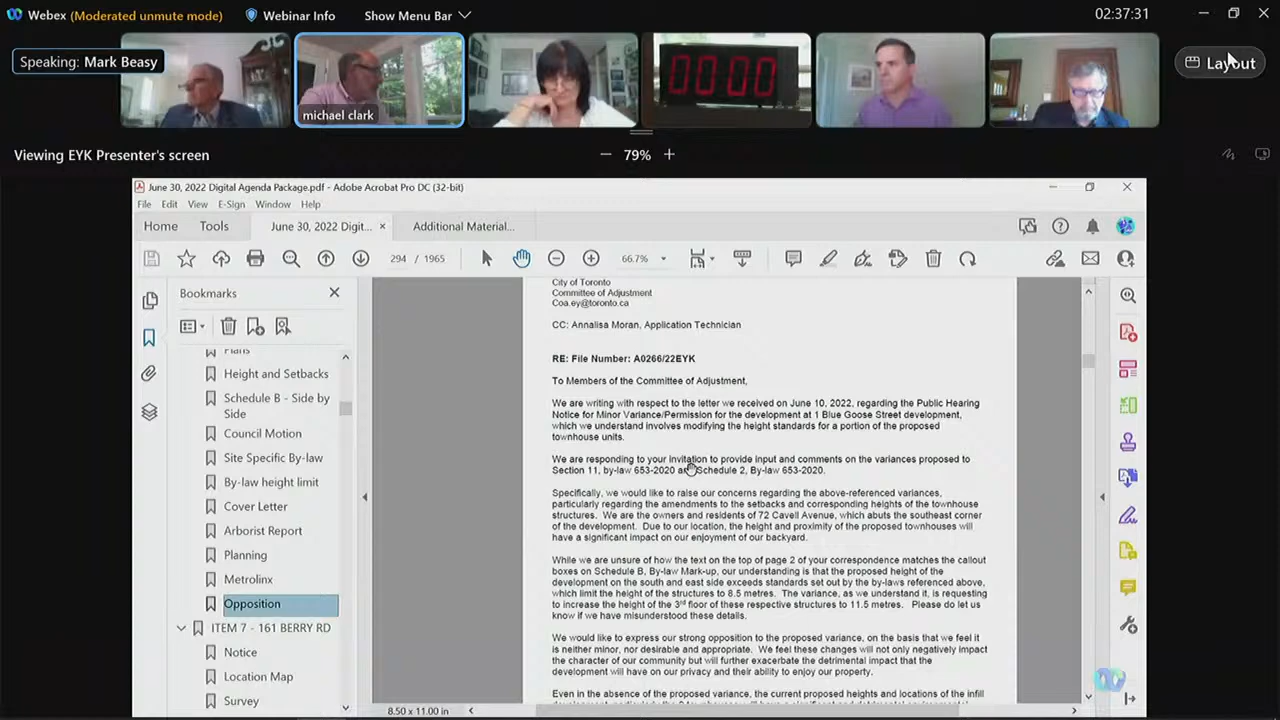 Webex (Moderated unmute mode) Webinar Info Show Menu Bar 02:37:31
Speaking: Mark Beasy
michael clark
00:00
Layout
Viewing EYK Presenter's screen
79%
June 30, 2022 Digital Agenda Package.pdf - Adobe Acrobat Pro DC (32-bit)
File Edit View E-Sign Window Help
Home Tools June 30, 2022 Digit... Additional Material...
294 / 1965 66.7%
Bookmarks
Plans
Height and Setbacks
Schedule B - Side by
Side
Council Motion
Site Specific By-law
By-law height limit
Cover Letter
Arborist Report
Planning
Metrolinx
Opposition
ITEM 7 - 161 BERRY RD
Notice
Location Map
Survey
City of Toronto
Committee of Adjustment
Coa.ey@toronto.ca
CC: Annalisa Moran, Application Technician
RE: File Number: A0266/22EYK
To Members of the Committee of Adjustment,
We are writing with respect to the letter we received on June 10, 2022, regarding the Public Hearing
Notice for Minor Variance/Permission for the development at 1 Blue Goose Street development,
which we understand involves modifying the height standards for a portion of the proposed
townhouse units.
We are responding to your invitation to provide input and comments on the variances proposed to
Section 11, by-law 653-2020 and Schedule 2, By-law 653-2020.
Specifically, we would like to raise our concerns regarding the above-referenced variances,
particularly regarding the amendments to the setbacks and corresponding heights of the townhouse
structures. We are the owners and residents of 72 Cavell Avenue, which abuts the southeast corner
of the development. Due to our location, the height and proximity of the proposed townhouses will
have a significant impact on our enjoyment of our backyard.
While we are unsure of how the text on the top of page 2 of your correspondence matches the callout
boxes on Schedule B, By-law Mark-up, our understanding is that the proposed height of the
development on the south and east side exceeds standards set out by the by-laws referenced above,
which limit the height of the structures to 8.5 metres. The variance, as we understand it, is requesting
to increase the height of the 3rd floor of these respective structures to 11.5 metres. Please do let us
know if we have misunderstood these details.
We would like to express our strong opposition to the proposed variance, on the basis that we feel it
is neither minor, nor desirable and appropriate. We feel these changes will not only negatively impact
the character of our community but will further exacerbate the detrimental impact that the
development will have on our privacy and their ability to enjoy our property.
Even in the absence of the proposed variance, the current proposed heights and locations of the infill
8.50 x 11.00 in